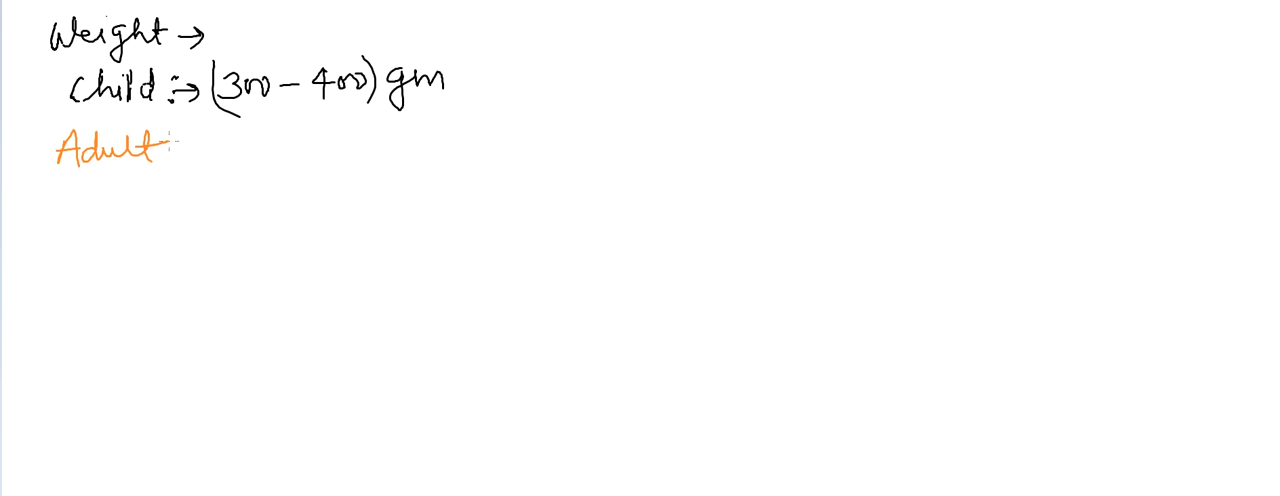 Weight →
Child :→ (300 - 400) gm
Adult :-